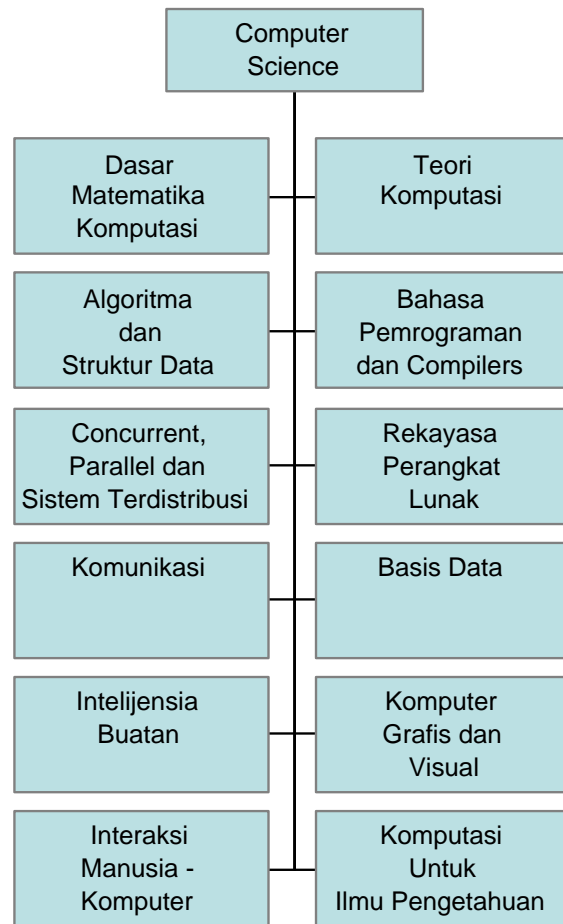 Computer
Science
Dasar
Matematika
Komputasi
Teori
Komputasi
Algoritma
dan
Struktur Data
Bahasa
Pemrograman
dan Compilers
Concurrent,
Parallel dan
Sistem Terdistribusi
Rekayasa
Perangkat
Lunak
Komunikasi
Basis Data
Intelijensia
Buatan
Komputer
Grafis dan
Visual
Interaksi
Manusia -
Komputer
Komputasi
Untuk
Ilmu Pengetahuan